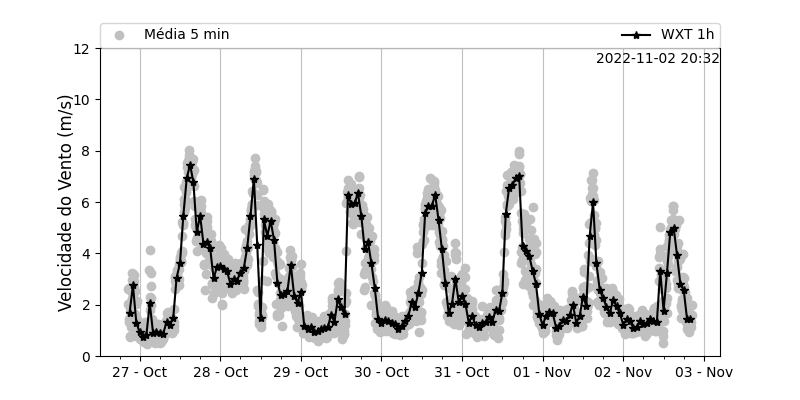 Média 5 min
WXT 1h
2022-11-02 20:32
Velocidade do Vento (m/s)
12
10
8
6
4
2
0
27 - Oct 28 - Oct 29 - Oct 30 - Oct 31 - Oct 01 - Nov 02 - Nov 03 - Nov